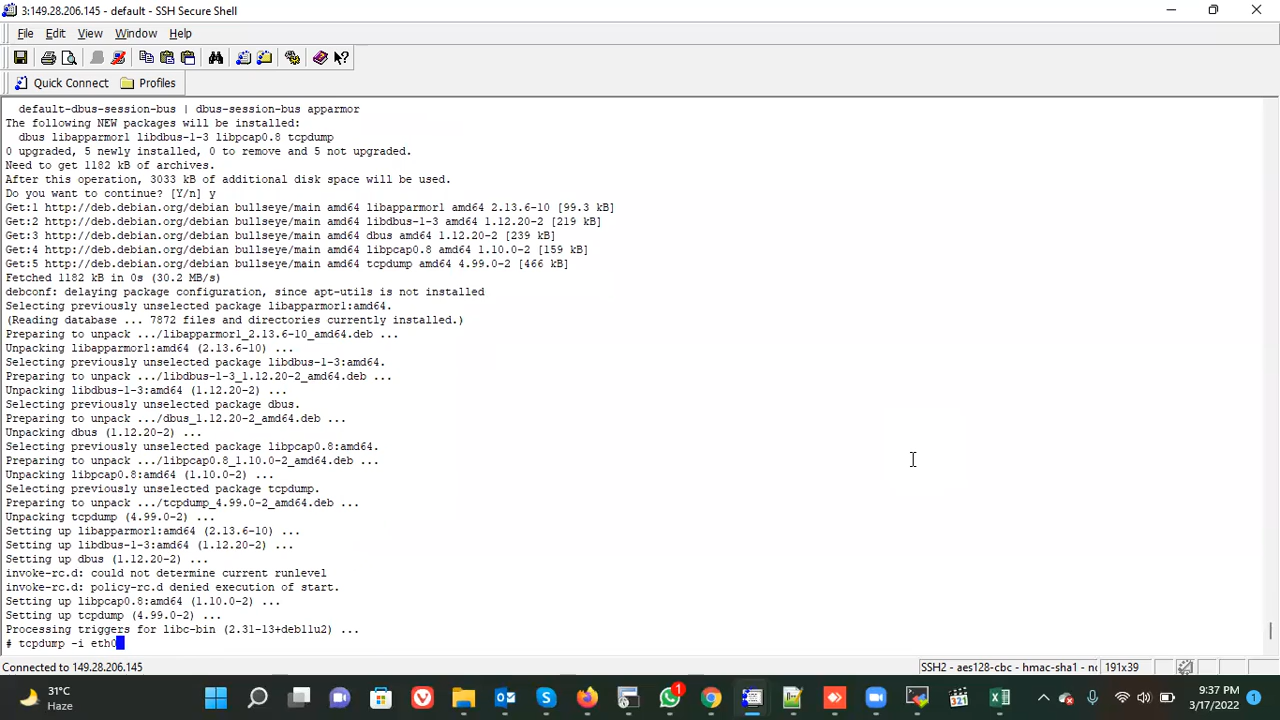 3:149.28.206.145 - default - SSH Secure Shell
File Edit View Window Help
Quick Connect Profiles
default-dbus-session-bus | dbus-session-bus apparmor
The following NEW packages will be installed:
dbus libapparmor1 libdbus-1-3 libpcap0.8 tcpdump
0 upgraded, 5 newly installed, 0 to remove and 5 not upgraded.
Need to get 1182 kB of archives.
After this operation, 3033 kB of additional disk space will be used.
Do you want to continue? [Y/n] y
Get:1 http://deb.debian.org/debian bullseye/main amd64 libapparmor1 amd64 2.13.6-10 [99.3 kB]
Get:2 http://deb.debian.org/debian bullseye/main amd64 libdbus-1-3 amd64 1.12.20-2 [219 kB]
Get:3 http://deb.debian.org/debian bullseye/main amd64 dbus amd64 1.12.20-2 [239 kB]
Get:4 http://deb.debian.org/debian bullseye/main amd64 libpcap0.8 amd64 1.10.0-2 [159 kB]
Get:5 http://deb.debian.org/debian bullseye/main amd64 tcpdump amd64 4.99.0-2 [466 kB]
Fetched 1182 kB in 0s (30.2 MB/s)
debconf: delaying package configuration, since apt-utils is not installed
Selecting previously unselected package libapparmor1:amd64.
(Reading database ... 7872 files and directories currently installed.)
Preparing to unpack .../libapparmor1_2.13.6-10_amd64.deb ...
Unpacking libapparmor1:amd64 (2.13.6-10) ...
Selecting previously unselected package libdbus-1-3:amd64.
Preparing to unpack .../libdbus-1-3_1.12.20-2_amd64.deb ...
Unpacking libdbus-1-3:amd64 (1.12.20-2) ...
Selecting previously unselected package dbus.
Preparing to unpack .../dbus_1.12.20-2_amd64.deb ...
Unpacking dbus (1.12.20-2) ...
Selecting previously unselected package libpcap0.8:amd64.
Preparing to unpack .../libpcap0.8_1.10.0-2_amd64.deb ...
Unpacking libpcap0.8:amd64 (1.10.0-2) ...
Selecting previously unselected package tcpdump.
Preparing to unpack .../tcpdump_4.99.0-2_amd64.deb ...
Unpacking tcpdump (4.99.0-2) ...
Setting up libapparmor1:amd64 (2.13.6-10) ...
Setting up libdbus-1-3:amd64 (1.12.20-2) ...
Setting up dbus (1.12.20-2) ...
invoke-rc.d: could not determine current runlevel
invoke-rc.d: policy-rc.d denied execution of start.
Setting up libpcap0.8:amd64 (1.10.0-2) ...
Setting up tcpdump (4.99.0-2) ...
Processing triggers for libc-bin (2.31-13+deb11u2) ...
# tcpdump -i eth0
Connected to 149.28.206.145 SSH2 - aes128-cbc - hmac-sha1 - nc 191x39
31°C
Haze
1
321
9:37 PM
3/17/2022
1